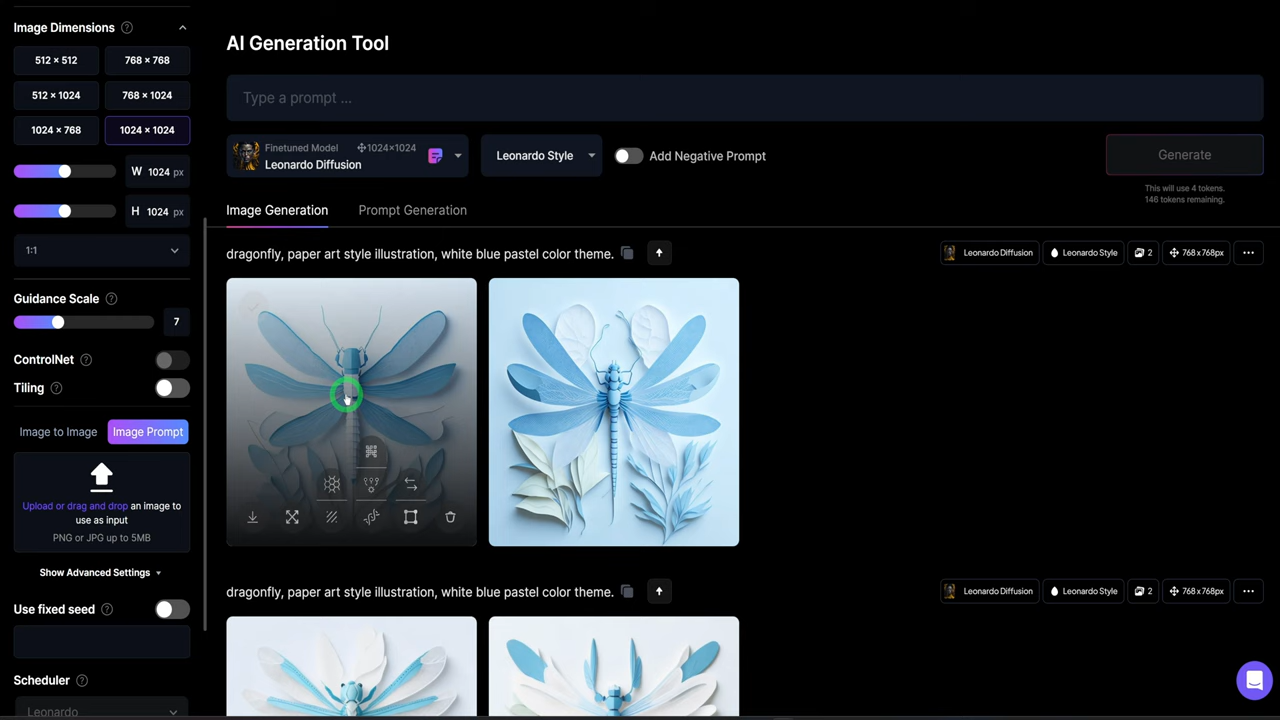 Image Dimensions ?
512 × 512
768 × 768
512 × 1024
768 × 1024
1024 × 768
1024 × 1024
W 1024 px
H 1024 px
1:1
Guidance Scale ?
7
ControlNet ?
Tiling ?
Image to Image
Image Prompt
Upload or drag and drop an image to
use as input
PNG or JPG up to 5MB
Show Advanced Settings
Use fixed seed ?
Scheduler ?
Leonardo
AI Generation Tool
Type a prompt ...
Finetuned Model
1024×1024
Leonardo Diffusion
Leonardo Style
Add Negative Prompt
Generate
This will use 4 tokens.
146 tokens remaining.
Image Generation
Prompt Generation
dragonfly, paper art style illustration, white blue pastel color theme.
Leonardo Diffusion
Leonardo Style
2
768 x 768px
dragonfly, paper art style illustration, white blue pastel color theme.
Leonardo Diffusion
Leonardo Style
2
768 x 768px